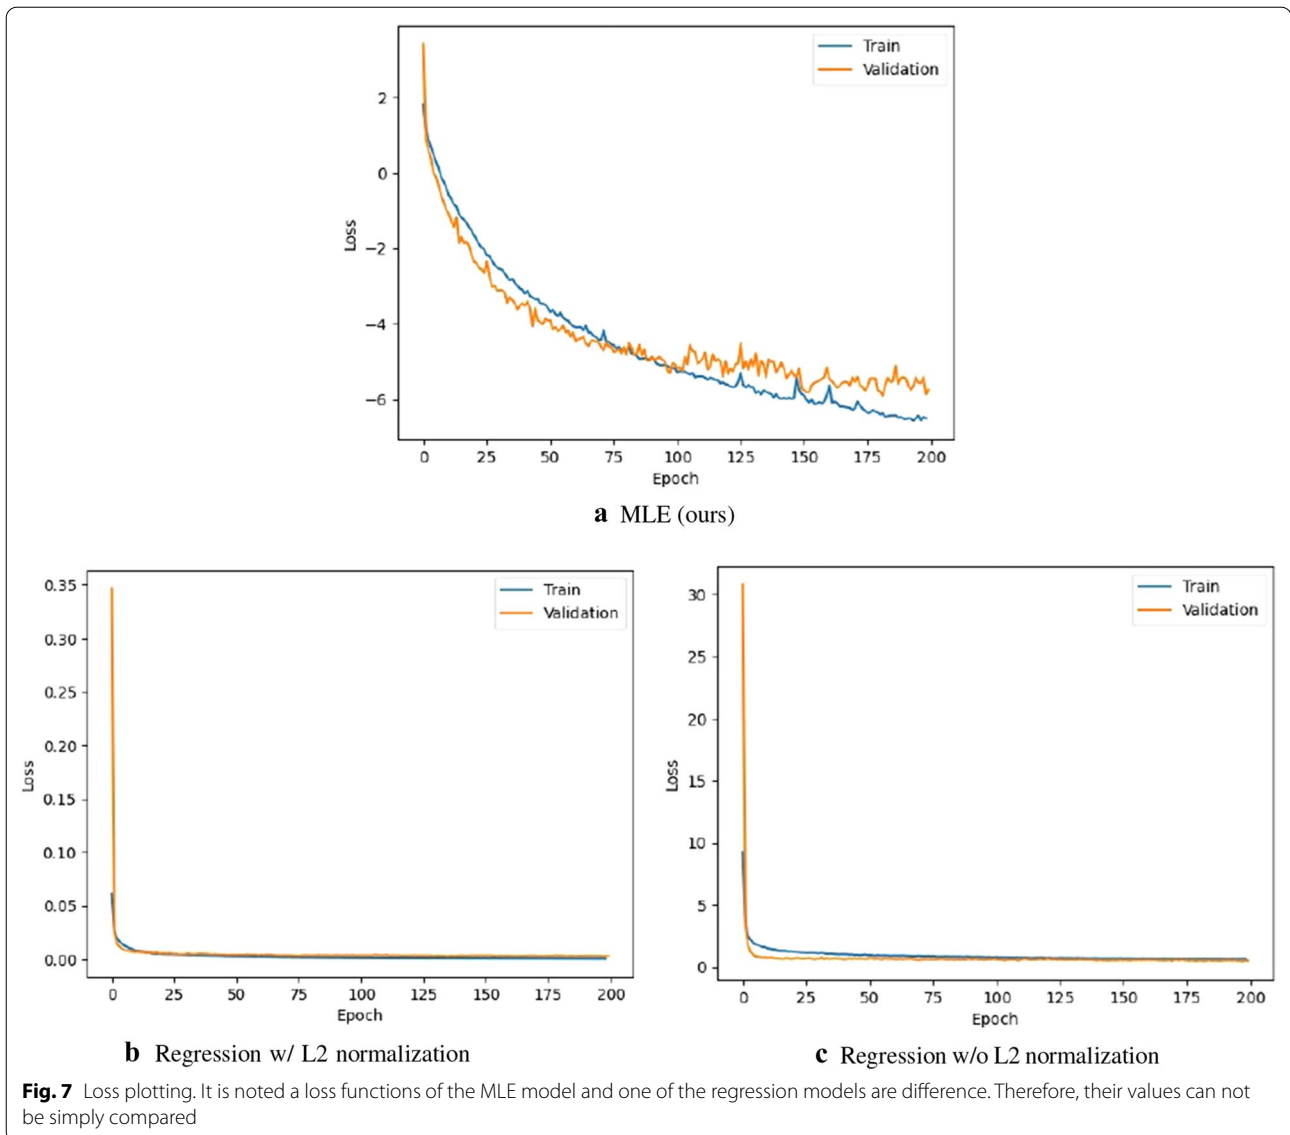 Train
Validation
2
0
−2
−4
−6
Loss
0 25 50 75 100 125 150 175 200
Epoch
a MLE (ours)
0.35
0.30
0.25
0.20
0.15
0.10
0.05
0.00
Loss
Train
Validation
0 25 50 75 100 125 150 175 200
Epoch
b Regression w/ L2 normalization
30
25
20
15
10
5
0
Loss
Train
Validation
0 25 50 75 100 125 150 175 200
Epoch
c Regression w/o L2 normalization
Fig. 7 Loss plotting. It is noted a loss functions of the MLE model and one of the regression models are difference. Therefore, their values can not
be simply compared